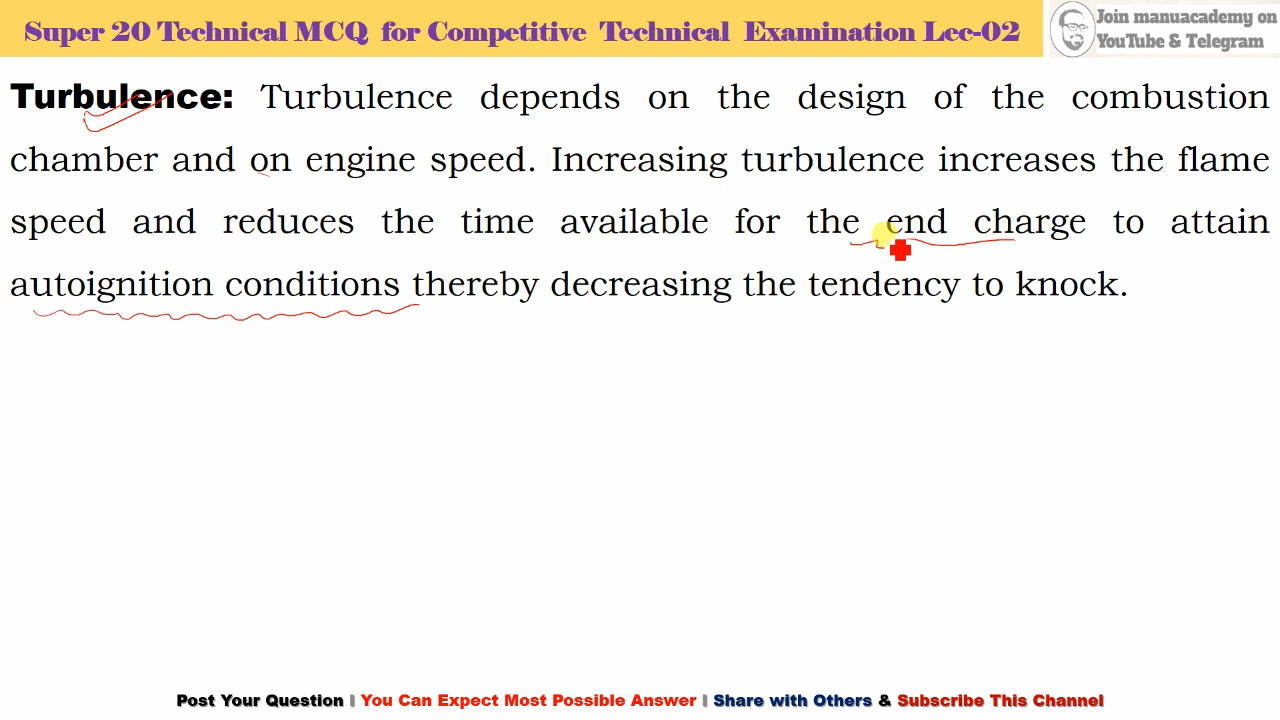 Super 20 Technical MCQ for Competitive Technical Examination Lec-02
Join manuacademy on
YouTube & Telegram
Turbulence: Turbulence depends on the design of the combustion
chamber and on engine speed. Increasing turbulence increases the flame
speed and reduces the time available for the end charge to attain
autoignition conditions thereby decreasing the tendency to knock.
Post Your Question | You Can Expect Most Possible Answer | Share with Others & Subscribe This Channel